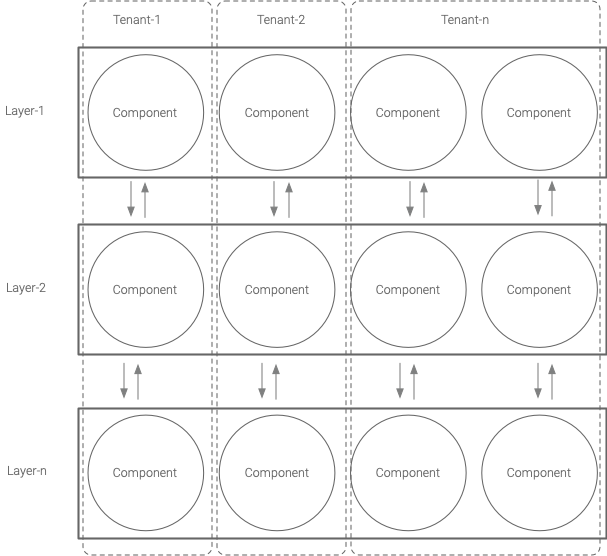 Tenant-1 Tenant-2 Tenant-n
Layer-1 Component Component Component Component
Layer-2 Component Component Component Component
Layer-n Component Component Component Component